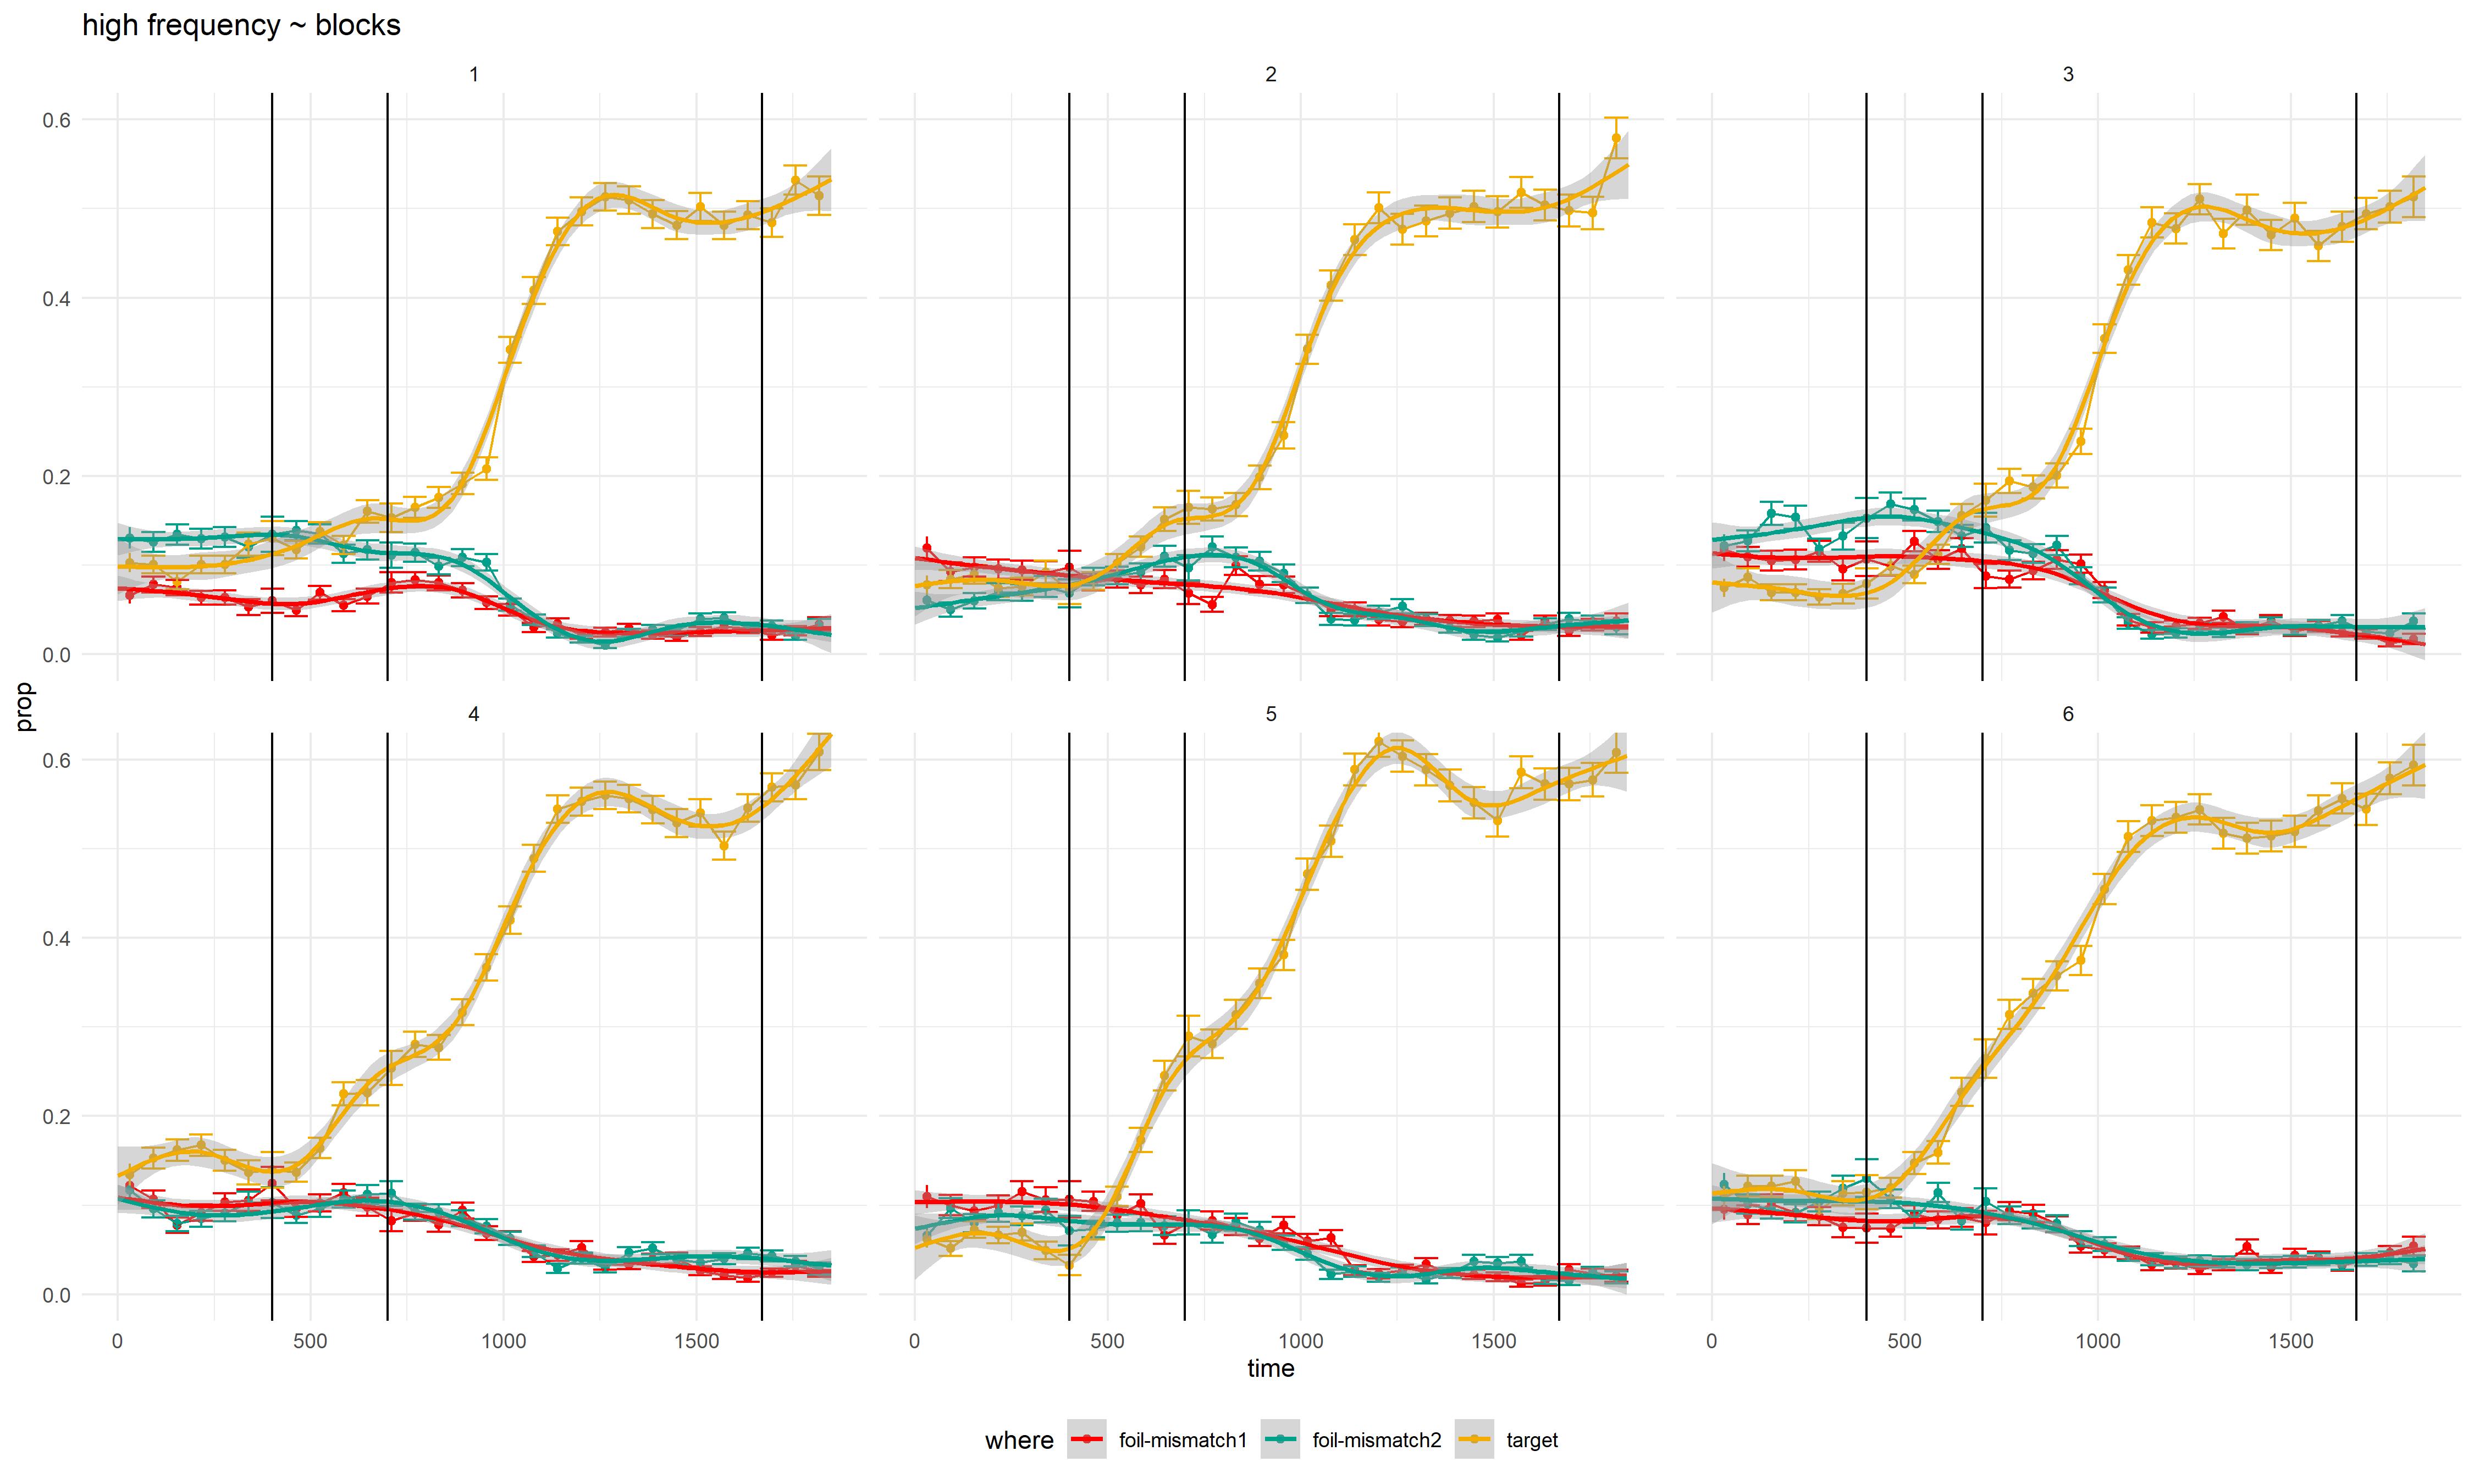 high frequency ~ blocks
1 2 3
0.6
0.4
0.2
0.0
prop
4 5 6
0.6
0.4
0.2
0.0
0 500 1000 1500 0 500 1000 1500 0 500 1000 1500
time
where foil-mismatch1 foil-mismatch2 target